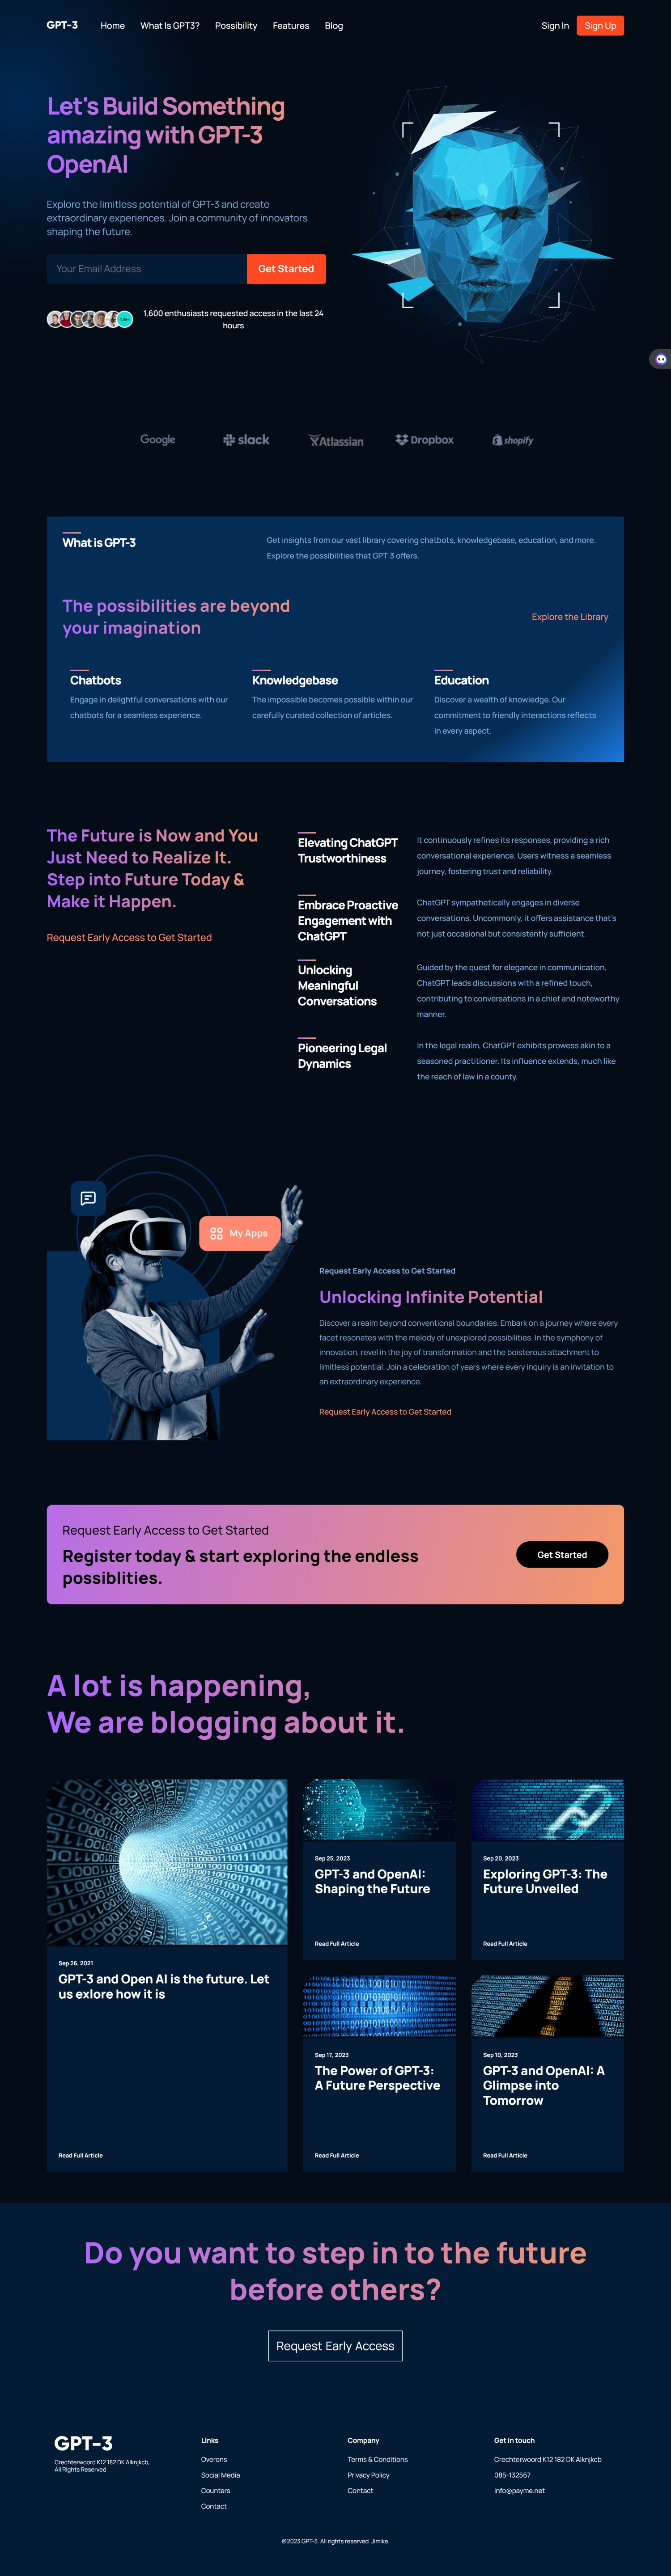 GPT-3
Home
What Is GPT3?
Possibility
Features
Blog
Sign In
Sign Up
Let's Build Something
amazing with GPT-3
OpenAI
Explore the limitless potential of GPT-3 and create
extraordinary experiences. Join a community of innovators
shaping the future.
Your Email Address
Get Started
1,600 enthusiasts requested access in the last 24
hours
Google
slack
Atlassian
Dropbox
shopify
What is GPT-3
Get insights from our vast library covering chatbots, knowledgebase, education, and more.
Explore the possibilities that GPT-3 offers.
The possibilities are beyond
your imagination
Explore the Library
Chatbots
Engage in delightful conversations with our
chatbots for a seamless experience.
Knowledgebase
The impossible becomes possible within our
carefully curated collection of articles.
Education
Discover a wealth of knowledge. Our
commitment to friendly interactions reflects
in every aspect.
The Future is Now and You
Just Need to Realize It.
Step into Future Today &
Make it Happen.
Request Early Access to Get Started
Elevating ChatGPT
Trustworthiness
It continuously refines its responses, providing a rich
conversational experience. Users witness a seamless
journey, fostering trust and reliability.
Embrace Proactive
Engagement with
ChatGPT
ChatGPT sympathetically engages in diverse
conversations. Uncommonly, it offers assistance that's
not just occasional but consistently sufficient.
Unlocking
Meaningful
Conversations
Guided by the quest for elegance in communication,
ChatGPT leads discussions with a refined touch,
contributing to conversations in a chief and noteworthy
manner.
Pioneering Legal
Dynamics
In the legal realm, ChatGPT exhibits prowess akin to a
seasoned practitioner. Its influence extends, much like
the reach of law in a county.
My Apps
Request Early Access to Get Started
Unlocking Infinite Potential
Discover a realm beyond conventional boundaries. Embark on a journey where every
facet resonates with the melody of unexplored possibilities. In the symphony of
innovation, revel in the joy of transformation and the boisterous attachment to
limitless potential. Join a celebration of years where every inquiry is an invitation to
an extraordinary experience.
Request Early Access to Get Started
Request Early Access to Get Started
Register today & start exploring the endless
possiblities.
Get Started
A lot is happening,
We are blogging about it.
Sep 26, 2021
GPT-3 and Open AI is the future. Let
us exlore how it is
Read Full Article
Sep 25, 2023
GPT-3 and OpenAI:
Shaping the Future
Read Full Article
Sep 20, 2023
Exploring GPT-3: The
Future Unveiled
Read Full Article
Sep 17, 2023
The Power of GPT-3:
A Future Perspective
Read Full Article
Sep 10, 2023
GPT-3 and OpenAI: A
Glimpse into
Tomorrow
Read Full Article
Do you want to step in to the future
before others?
Request Early Access
GPT-3
Crechterwoord K12 182 DK Alknjkcb,
All Rights Reserved
Links
Overons
Social Media
Counters
Contact
Company
Terms & Conditions
Privacy Policy
Contact
Get in touch
Crechterwoord K12 182 DK Alknjkcb
085-132567
info@payme.net
@2023 GPT-3. All rights reserved. Jimike.